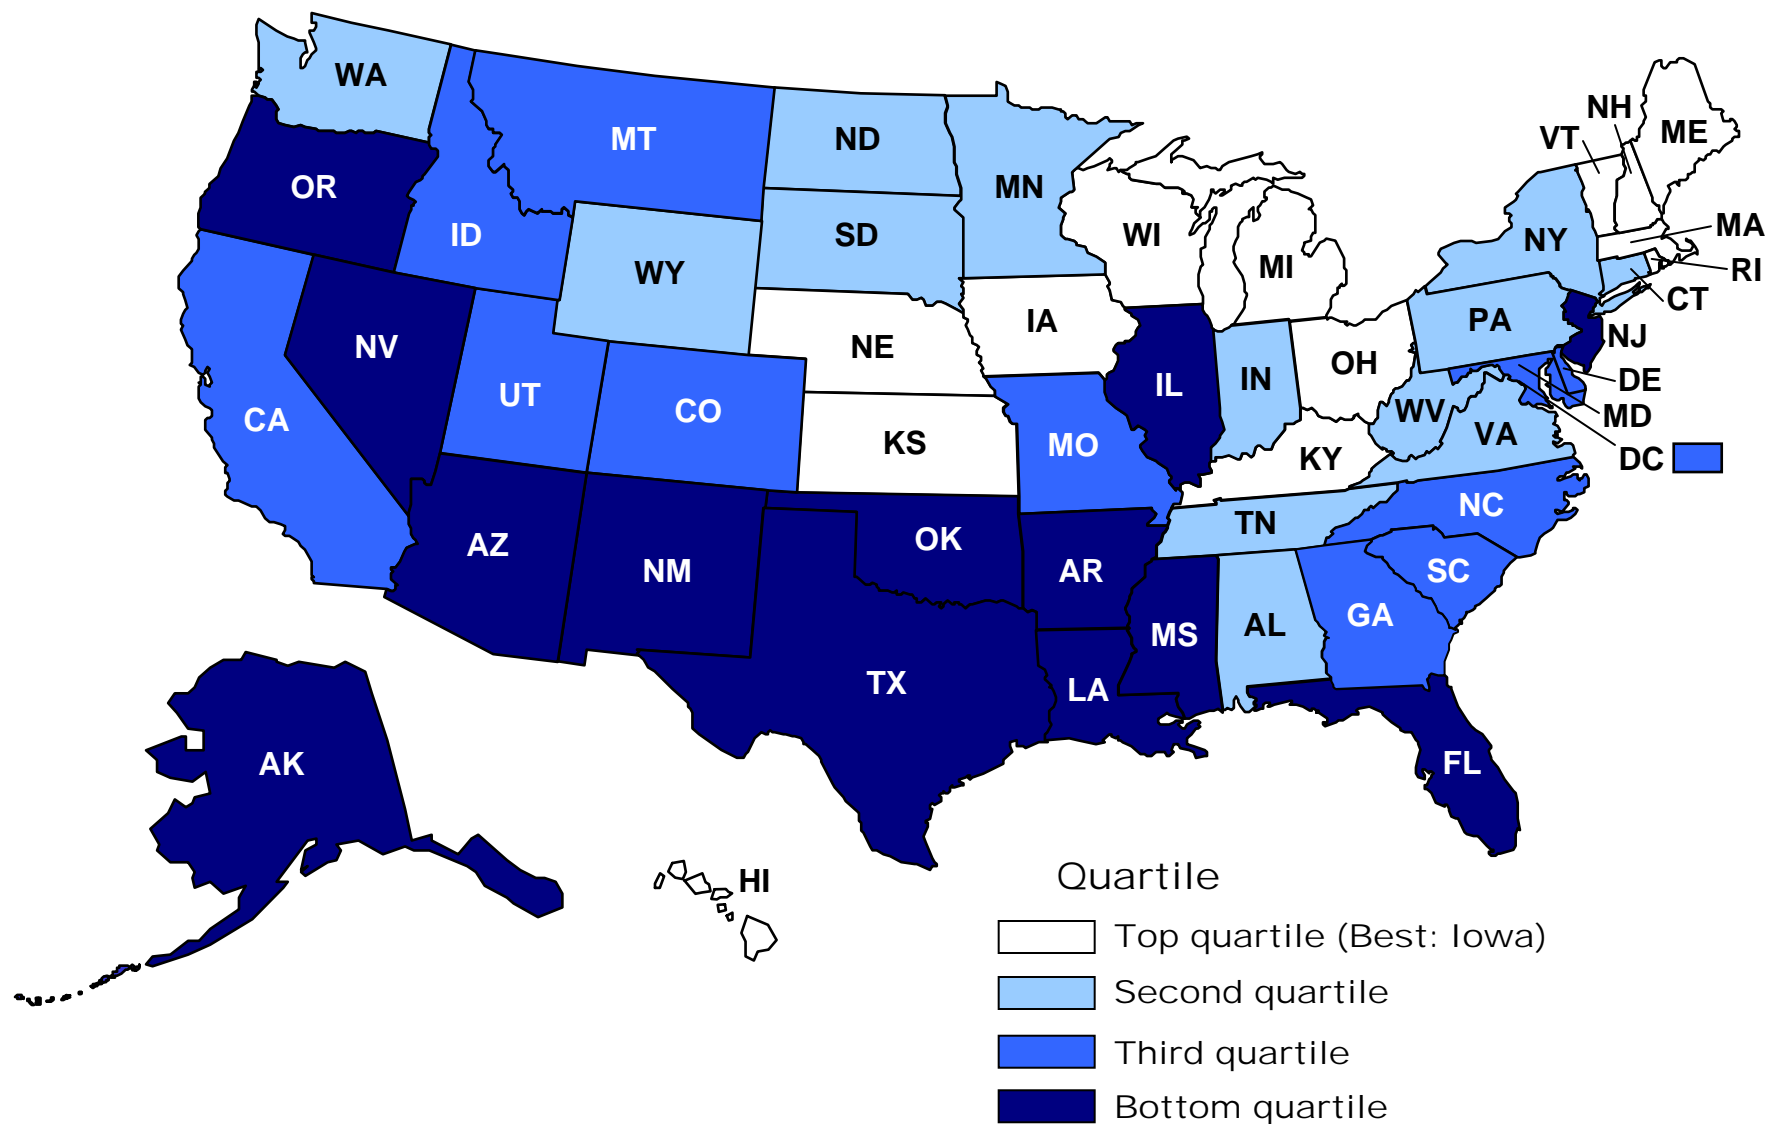 WA
MT
ND
MN
OR
ID
SD
WY
WI
MI
NH
VT
ME
MA
RI
CT
NY
PA
NJ
DE
MD
DC
NV
UT
CO
CA
NE
IA
KS
MO
IL
IN
OH
KY
WV
VA
TN
NC
SC
GA
AL
MS
AR
OK
AZ
NM
TX
LA
FL
AK
HI
Quartile
Top quartile (Best: Iowa)
Second quartile
Third quartile
Bottom quartile